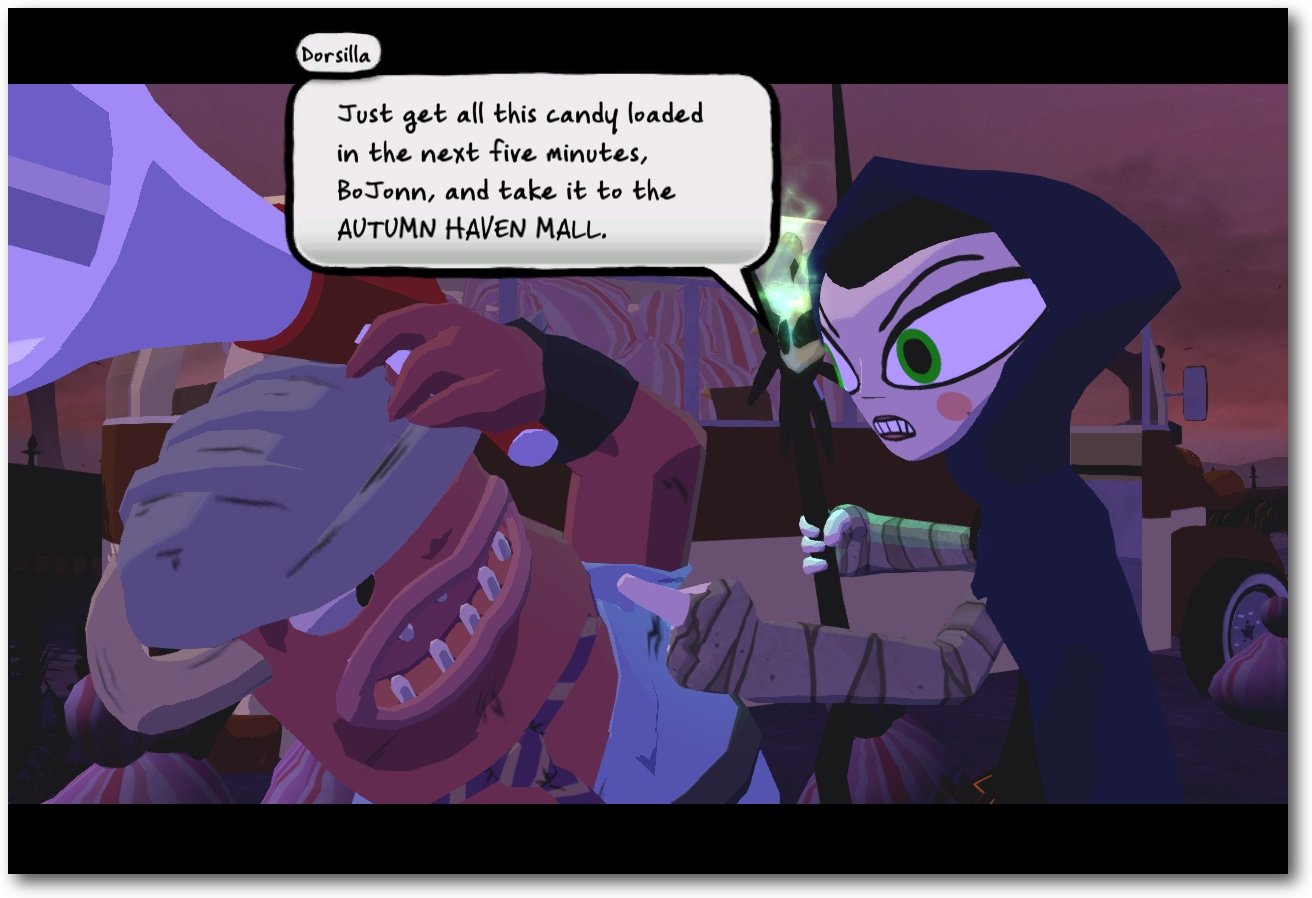 Dorsilla
Just get all this candy loaded
in the next five minutes,
BoJonn, and take it to the
AUTUMN HAVEN MALL.